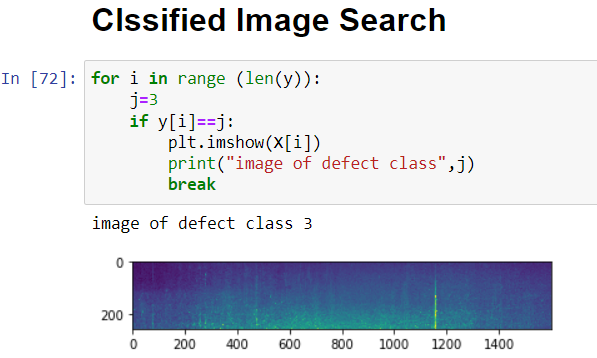 Clssified Image Search
In [72]: for i in range (len(y)):
j=3
if y[i]==j:
plt.imshow(X[i])
print("image of defect class",j)
break
image of defect class 3
0
200
0 200 400 600 800 1000 1200 1400